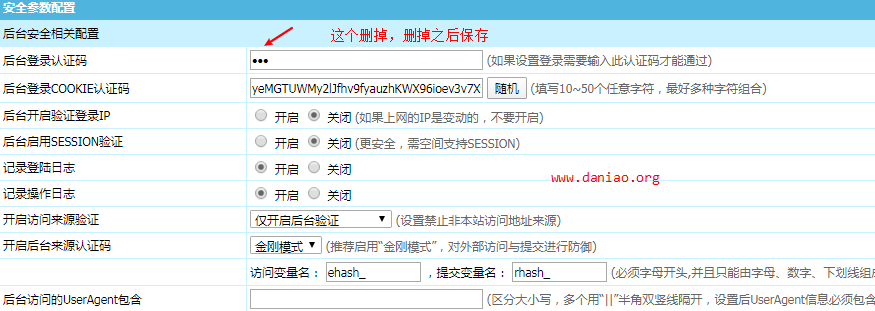 安全参数配置
后台安全相关配置 这个删掉，删掉之后保存
后台登录认证码 ••• (如果设置登录需要输入此认证码才能通过)
后台登录COOKIE认证码 随机 (填写10~50个任意字符，最好多种字符组合)
后台开启验证登录IP 开启 关闭 (如果上网的IP是变动的，不要开启)
后台启用SESSION验证 开启 关闭 (更安全，需空间支持SESSION)
记录登陆日志 开启 关闭
www.daniao.org
记录操作日志 开启 关闭
开启访问来源验证 仅开启后台验证 (设置禁止非本站访问地址来源)
开启后台来源认证码 金刚模式 (推荐启用“金刚模式”，对外部访问与提交进行防御)
访问变量名： ehash_ ，提交变量名： rhash_ (必须字母开头,并且只能由字母、数字、下划线组成
后台访问的UserAgent包含 (区分大小写，多个用“||”半角双竖线隔开，设置后UserAgent信息必须包含